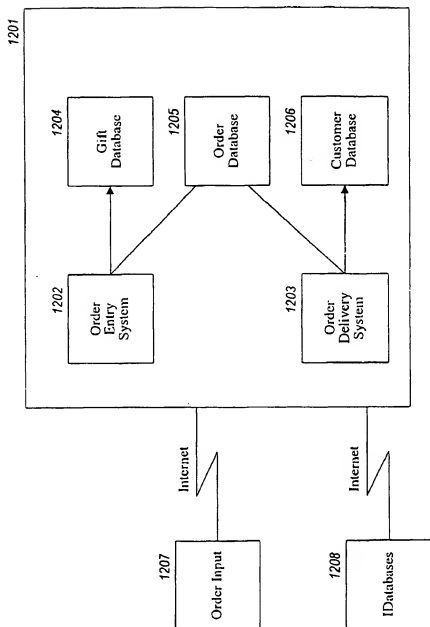 1201
1202
Order
Entry
System
1204
Gift
Database
1205
Order
Database
1203
Order
Delivery
System
1206
Customer
Database
Internet
1207
Order Input
Internet
1208
IDatabases